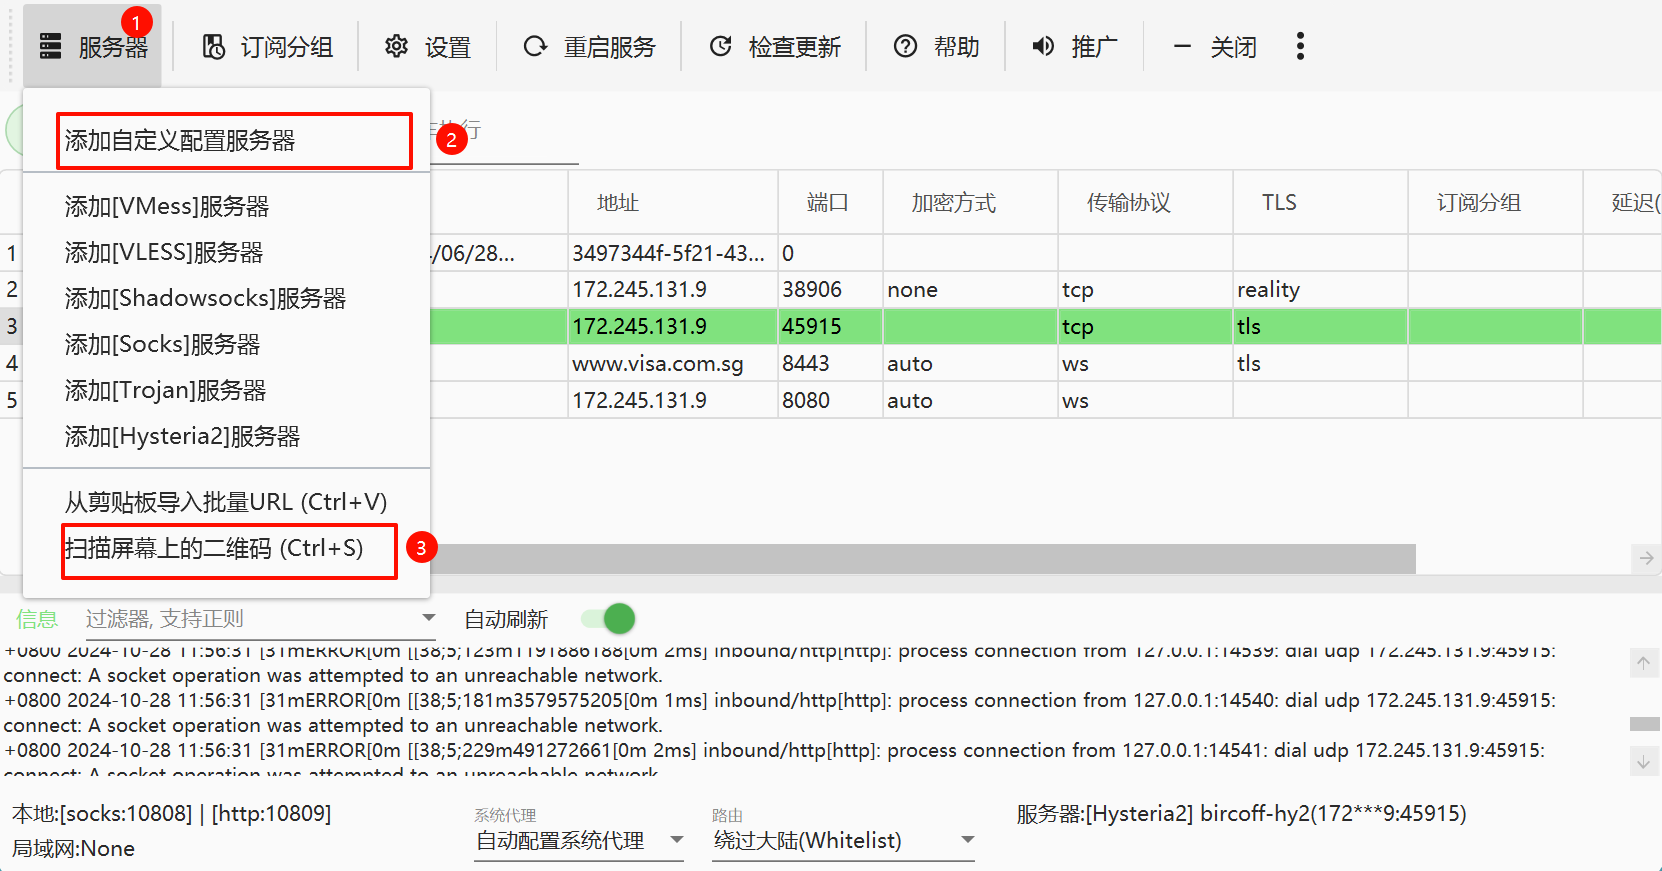 服务器 1 订阅分组 设置 重启服务 检查更新 帮助 推广 关闭
添加自定义配置服务器 2
添加[VMess]服务器
添加[VLESS]服务器
添加[Shadowsocks]服务器
添加[Socks]服务器
添加[Trojan]服务器
添加[Hysteria2]服务器
从剪贴板导入批量URL (Ctrl+V)
扫描屏幕上的二维码 (Ctrl+S) 3
地址 端口 加密方式 传输协议 TLS 订阅分组 延迟(
1 /06/28... 3497344f-5f21-43... 0
2 172.245.131.9 38906 none tcp reality
3 172.245.131.9 45915 tcp tls
4 www.visa.com.sg 8443 auto ws tls
5 172.245.131.9 8080 auto ws
信息 过滤器, 支持正则 自动刷新
+0800 2024-10-28 11:56:31 [31mERROR[0m [[38;5;123m1191886188[0m 2ms] inbound/http[http]: process connection from 127.0.0.1:14539: dial udp 172.245.131.9:45915:
connect: A socket operation was attempted to an unreachable network.
+0800 2024-10-28 11:56:31 [31mERROR[0m [[38;5;181m3579575205[0m 1ms] inbound/http[http]: process connection from 127.0.0.1:14540: dial udp 172.245.131.9:45915:
connect: A socket operation was attempted to an unreachable network.
+0800 2024-10-28 11:56:31 [31mERROR[0m [[38;5;229m491272661[0m 2ms] inbound/http[http]: process connection from 127.0.0.1:14541: dial udp 172.245.131.9:45915:
connect: A socket operation was attempted to an unreachable network.
本地:[socks:10808] | [http:10809]
局域网:None
系统代理
自动配置系统代理
路由
绕过大陆(Whitelist)
服务器:[Hysteria2] bircoff-hy2(172***9:45915)